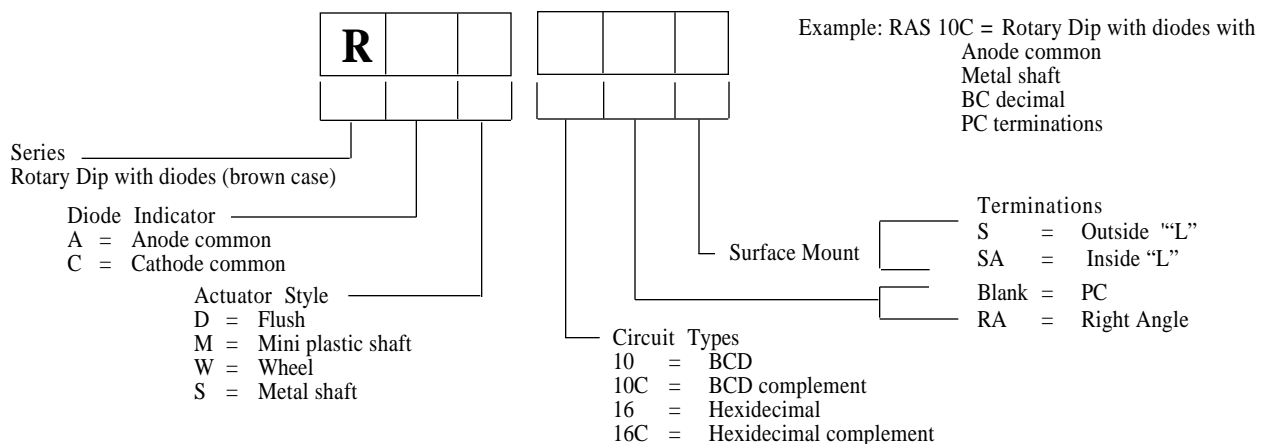 R
Example: RAS 10C = Rotary Dip with diodes with
Anode common
Metal shaft
BC decimal
PC terminations
Series
Rotary Dip with diodes (brown case)
Diode Indicator
A = Anode common
C = Cathode common
Actuator Style
D = Flush
M = Mini plastic shaft
W = Wheel
S = Metal shaft
Circuit Types
10 = BCD
10C = BCD complement
16 = Hexidecimal
16C = Hexidecimal complement
Surface Mount
Terminations
S = Outside '“L”
SA = Inside “L”
Blank = PC
RA = Right Angle